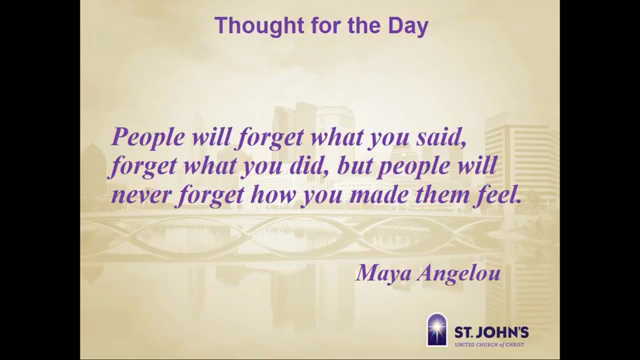 Thought for the Day
People will forget what you said,
forget what you did, but people will
never forget how you made them feel.
Maya Angelou
ST. JOHN'S
UNITED CHURCH of CHRIST